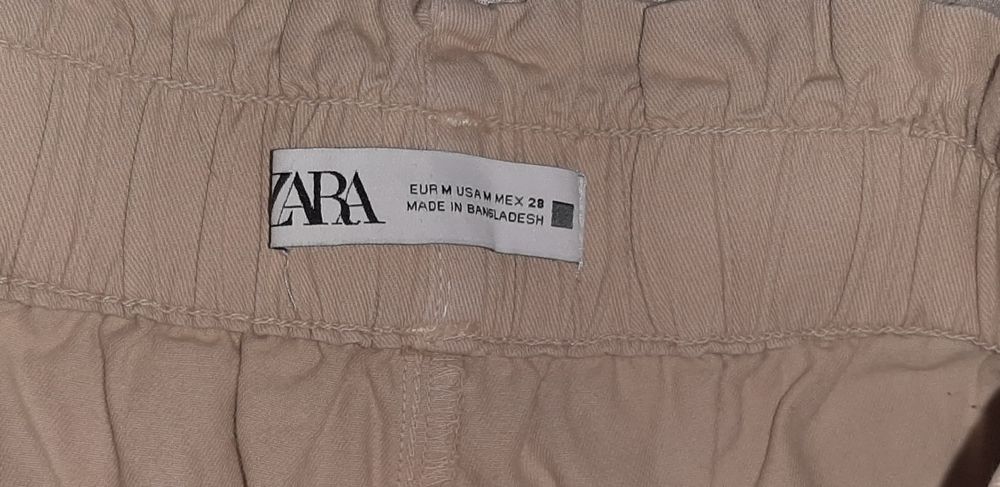 ZARA
EUR M USA M MEX 28
MADE IN BANGLADESH